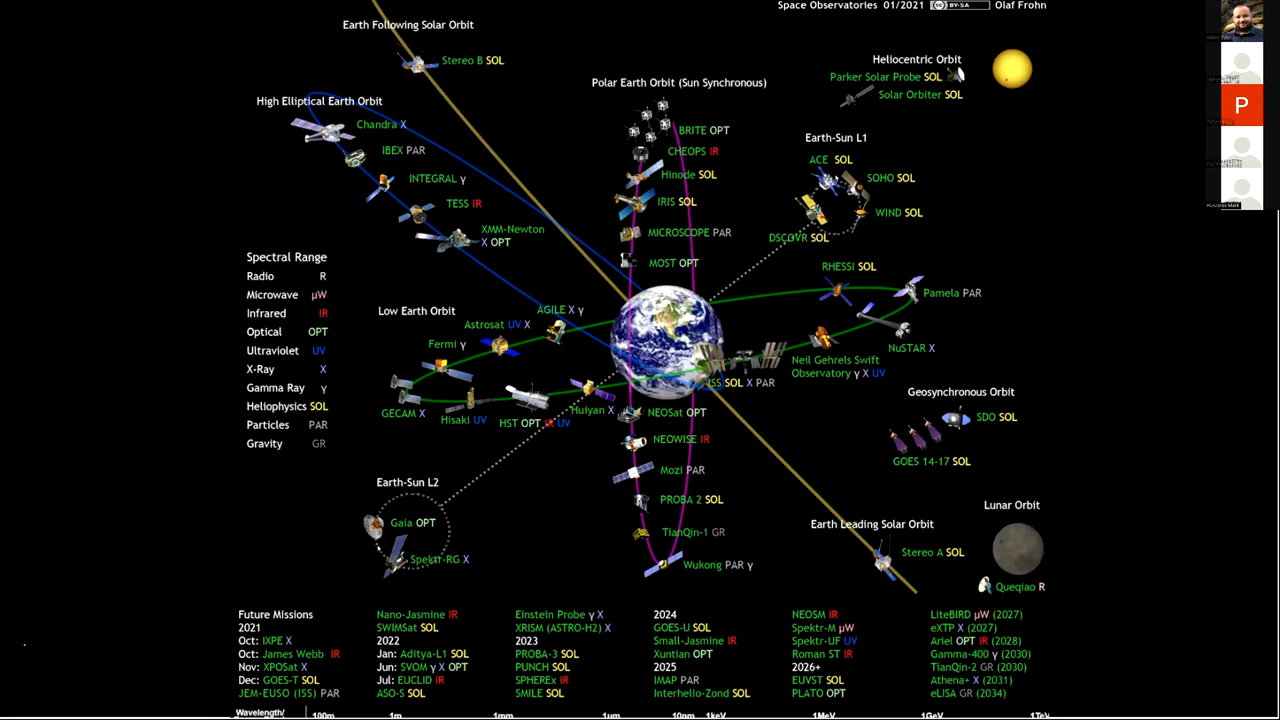 Space Observatories 01/2021 cc BY-SA Olaf Frohn
Earth Following Solar Orbit
Stereo B SOL
Heliocentric Orbit
Parker Solar Probe SOL
Solar Orbiter SOL
Polar Earth Orbit (Sun Synchronous)
BRITE OPT
CHEOPS IR
Hinode SOL
IRIS SOL
MICROSCOPE PAR
MOST OPT
High Elliptical Earth Orbit
Chandra X
IBEX PAR
INTEGRAL γ
TESS IR
XMM-Newton
X OPT
Earth-Sun L1
ACE SOL
SOHO SOL
WIND SOL
DSCOVR SOL
Spectral Range
Radio R
Microwave μW
Infrared IR
Optical OPT
Ultraviolet UV
X-Ray X
Gamma Ray γ
Heliophysics SOL
Particles PAR
Gravity GR
Low Earth Orbit
AGILE X γ
Astrosat UV X
Fermi γ
GECAM X
Hisaki UV
HST OPT IR UV
Huiyan X
RHESSI SOL
Pamela PAR
NuSTAR X
Neil Gehrels Swift
Observatory γ X UV
ISS SOL X PAR
NEOSat OPT
NEOWISE IR
Mozi PAR
PROBA 2 SOL
TianQin-1 GR
Wukong PAR γ
Geosynchronous Orbit
SDO SOL
GOES 14-17 SOL
Earth-Sun L2
Gaia OPT
Spektr-RG X
Earth Leading Solar Orbit
Stereo A SOL
Lunar Orbit
Queqiao R
Future Missions
2021
Oct: IXPE X
Oct: James Webb IR
Nov: XPOSat X
Dec: GOES-T SOL
JEM-EUSO (ISS) PAR
Nano-Jasmine IR
SWIMSat SOL
2022
Jan: Aditya-L1 SOL
Jun: SVOM γ X OPT
Jul: EUCLID IR
ASO-S SOL
Einstein Probe γ X
XRISM (ASTRO-H2) X
2023
PROBA-3 SOL
PUNCH SOL
SPHEREx IR
SMILE SOL
2024
GOES-U SOL
Small-Jasmine IR
Xuntian OPT
2025
IMAP PAR
Interhelio-Zond SOL
NEOSM IR
Spektr-M μW
Spektr-UF UV
Roman ST IR
2026+
EUVST SOL
PLATO OPT
LiteBIRD μW (2027)
eXTP X (2027)
Ariel OPT IR (2028)
Gamma-400 γ (2030)
TianQin-2 GR (2030)
Athena+ X (2031)
eLISA GR (2034)
Wavelength/ 100m 1m 1mm 1um 10nm 1keV 1MeV 1GeV 1TeV
P